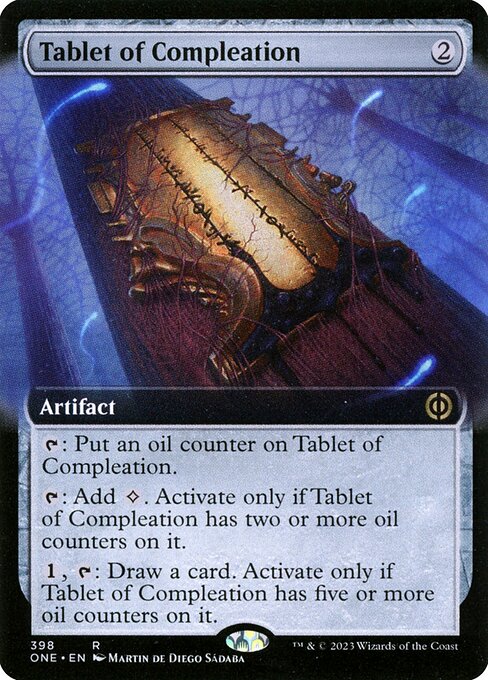 Tablet of Compleation 2
Artifact
: Put an oil counter on Tablet of
Compleation.
: Add . Activate only if Tablet
of Compleation has two or more oil
counters on it.
1, : Draw a card. Activate only if
Tablet of Compleation has five or more
oil counters on it.
398 R
ONE • EN Martin de Diego Sádaba
™ & © 2023 Wizards of the Coast